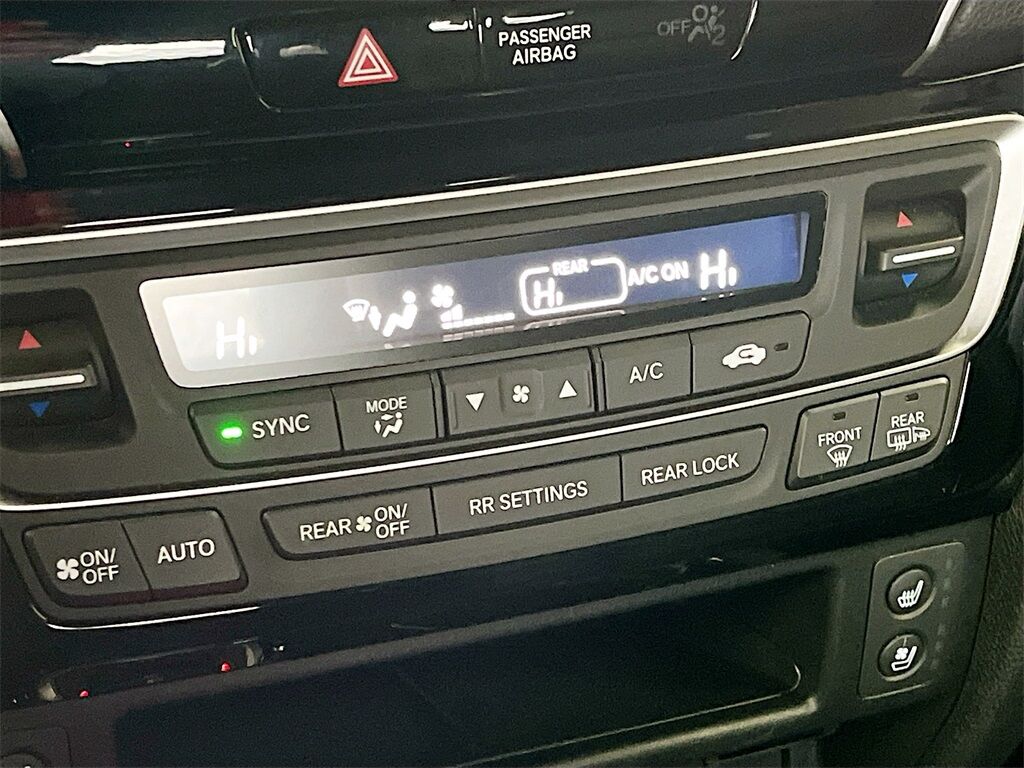 PASSENGER
AIRBAG
OFF
2
REAR
Hi
Hi
A/C ON
Hi
SYNC
MODE
A/C
FRONT
REAR
REAR ON/
OFF
RR SETTINGS
REAR LOCK
ON/
OFF
AUTO